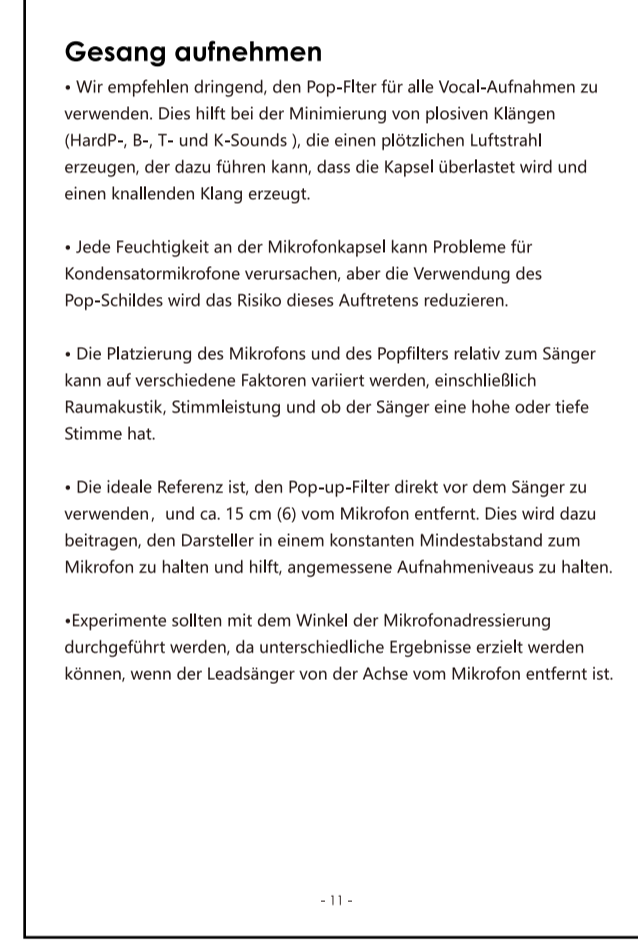 Gesang aufnehmen
• Wir empfehlen dringend, den Pop-Flter für alle Vocal-Aufnahmen zu
verwenden. Dies hilft bei der Minimierung von plosiven Klängen
(HardP-, B-, T- und K-Sounds ), die einen plötzlichen Luftstrahl
erzeugen, der dazu führen kann, dass die Kapsel überlastet wird und
einen knallenden Klang erzeugt.
• Jede Feuchtigkeit an der Mikrofonkapsel kann Probleme für
Kondensatormikrofone verursachen, aber die Verwendung des
Pop-Schildes wird das Risiko dieses Auftretens reduzieren.
• Die Platzierung des Mikrofons und des Popfilters relativ zum Sänger
kann auf verschiedene Faktoren variiert werden, einschließlich
Raumakustik, Stimmleistung und ob der Sänger eine hohe oder tiefe
Stimme hat.
• Die ideale Referenz ist, den Pop-up-Filter direkt vor dem Sänger zu
verwenden，und ca. 15 cm (6) vom Mikrofon entfernt. Dies wird dazu
beitragen, den Darsteller in einem konstanten Mindestabstand zum
Mikrofon zu halten und hilft, angemessene Aufnahmeniveaus zu halten.
•Experimente sollten mit dem Winkel der Mikrofonadressierung
durchgeführt werden, da unterschiedliche Ergebnisse erzielt werden
können, wenn der Leadsänger von der Achse vom Mikrofon entfernt ist.
- 11 -